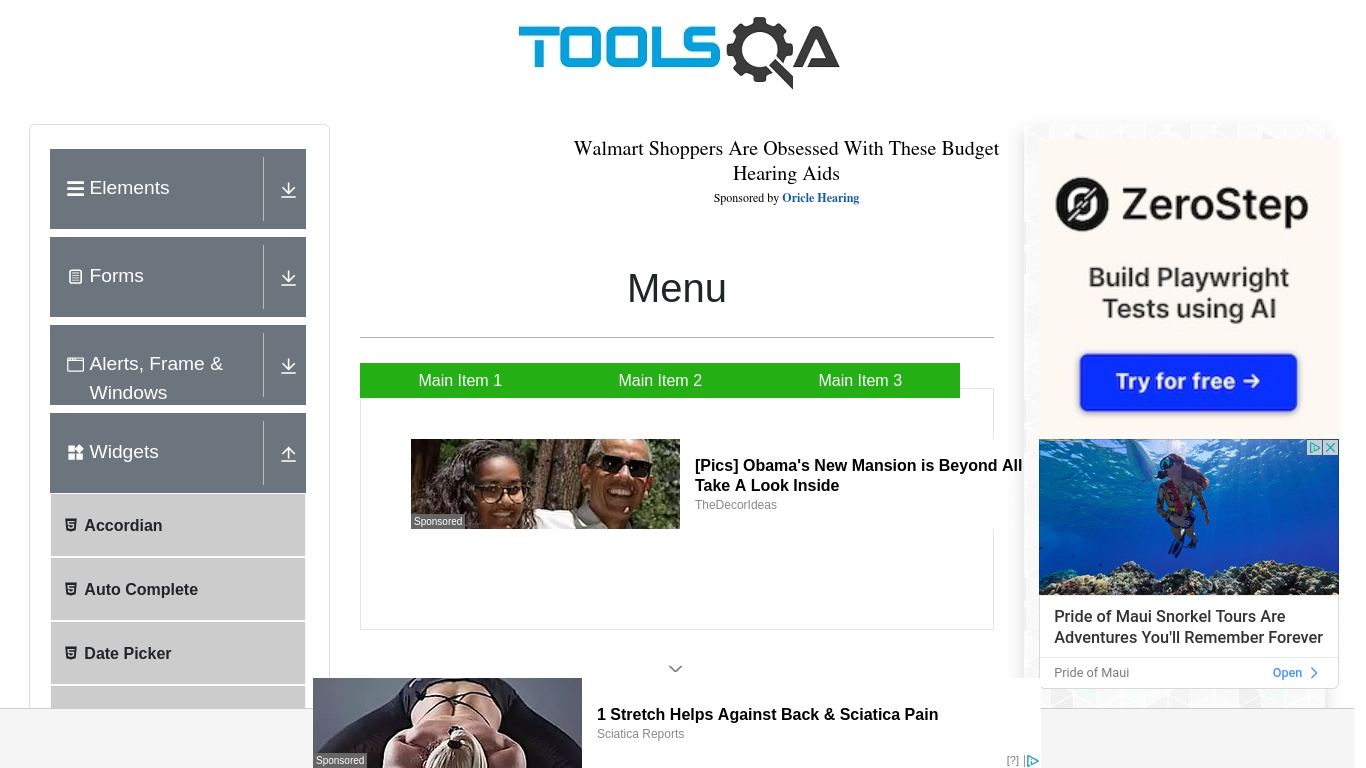 TOOLSQA
Elements
Forms
Alerts, Frame &
Windows
Widgets
Accordian
Auto Complete
Date Picker
Walmart Shoppers Are Obsessed With These Budget
Hearing Aids
Sponsored by Oricle Hearing
Menu
Main Item 1
Main Item 2
Main Item 3
Sponsored
[Pics] Obama's New Mansion is Beyond All
Take A Look Inside
TheDecorIdeas
ZeroStep
Build Playwright
Tests using AI
Try for free →
Pride of Maui Snorkel Tours Are
Adventures You'll Remember Forever
Pride of Maui
Open
Sponsored
1 Stretch Helps Against Back & Sciatica Pain
Sciatica Reports
[?] |